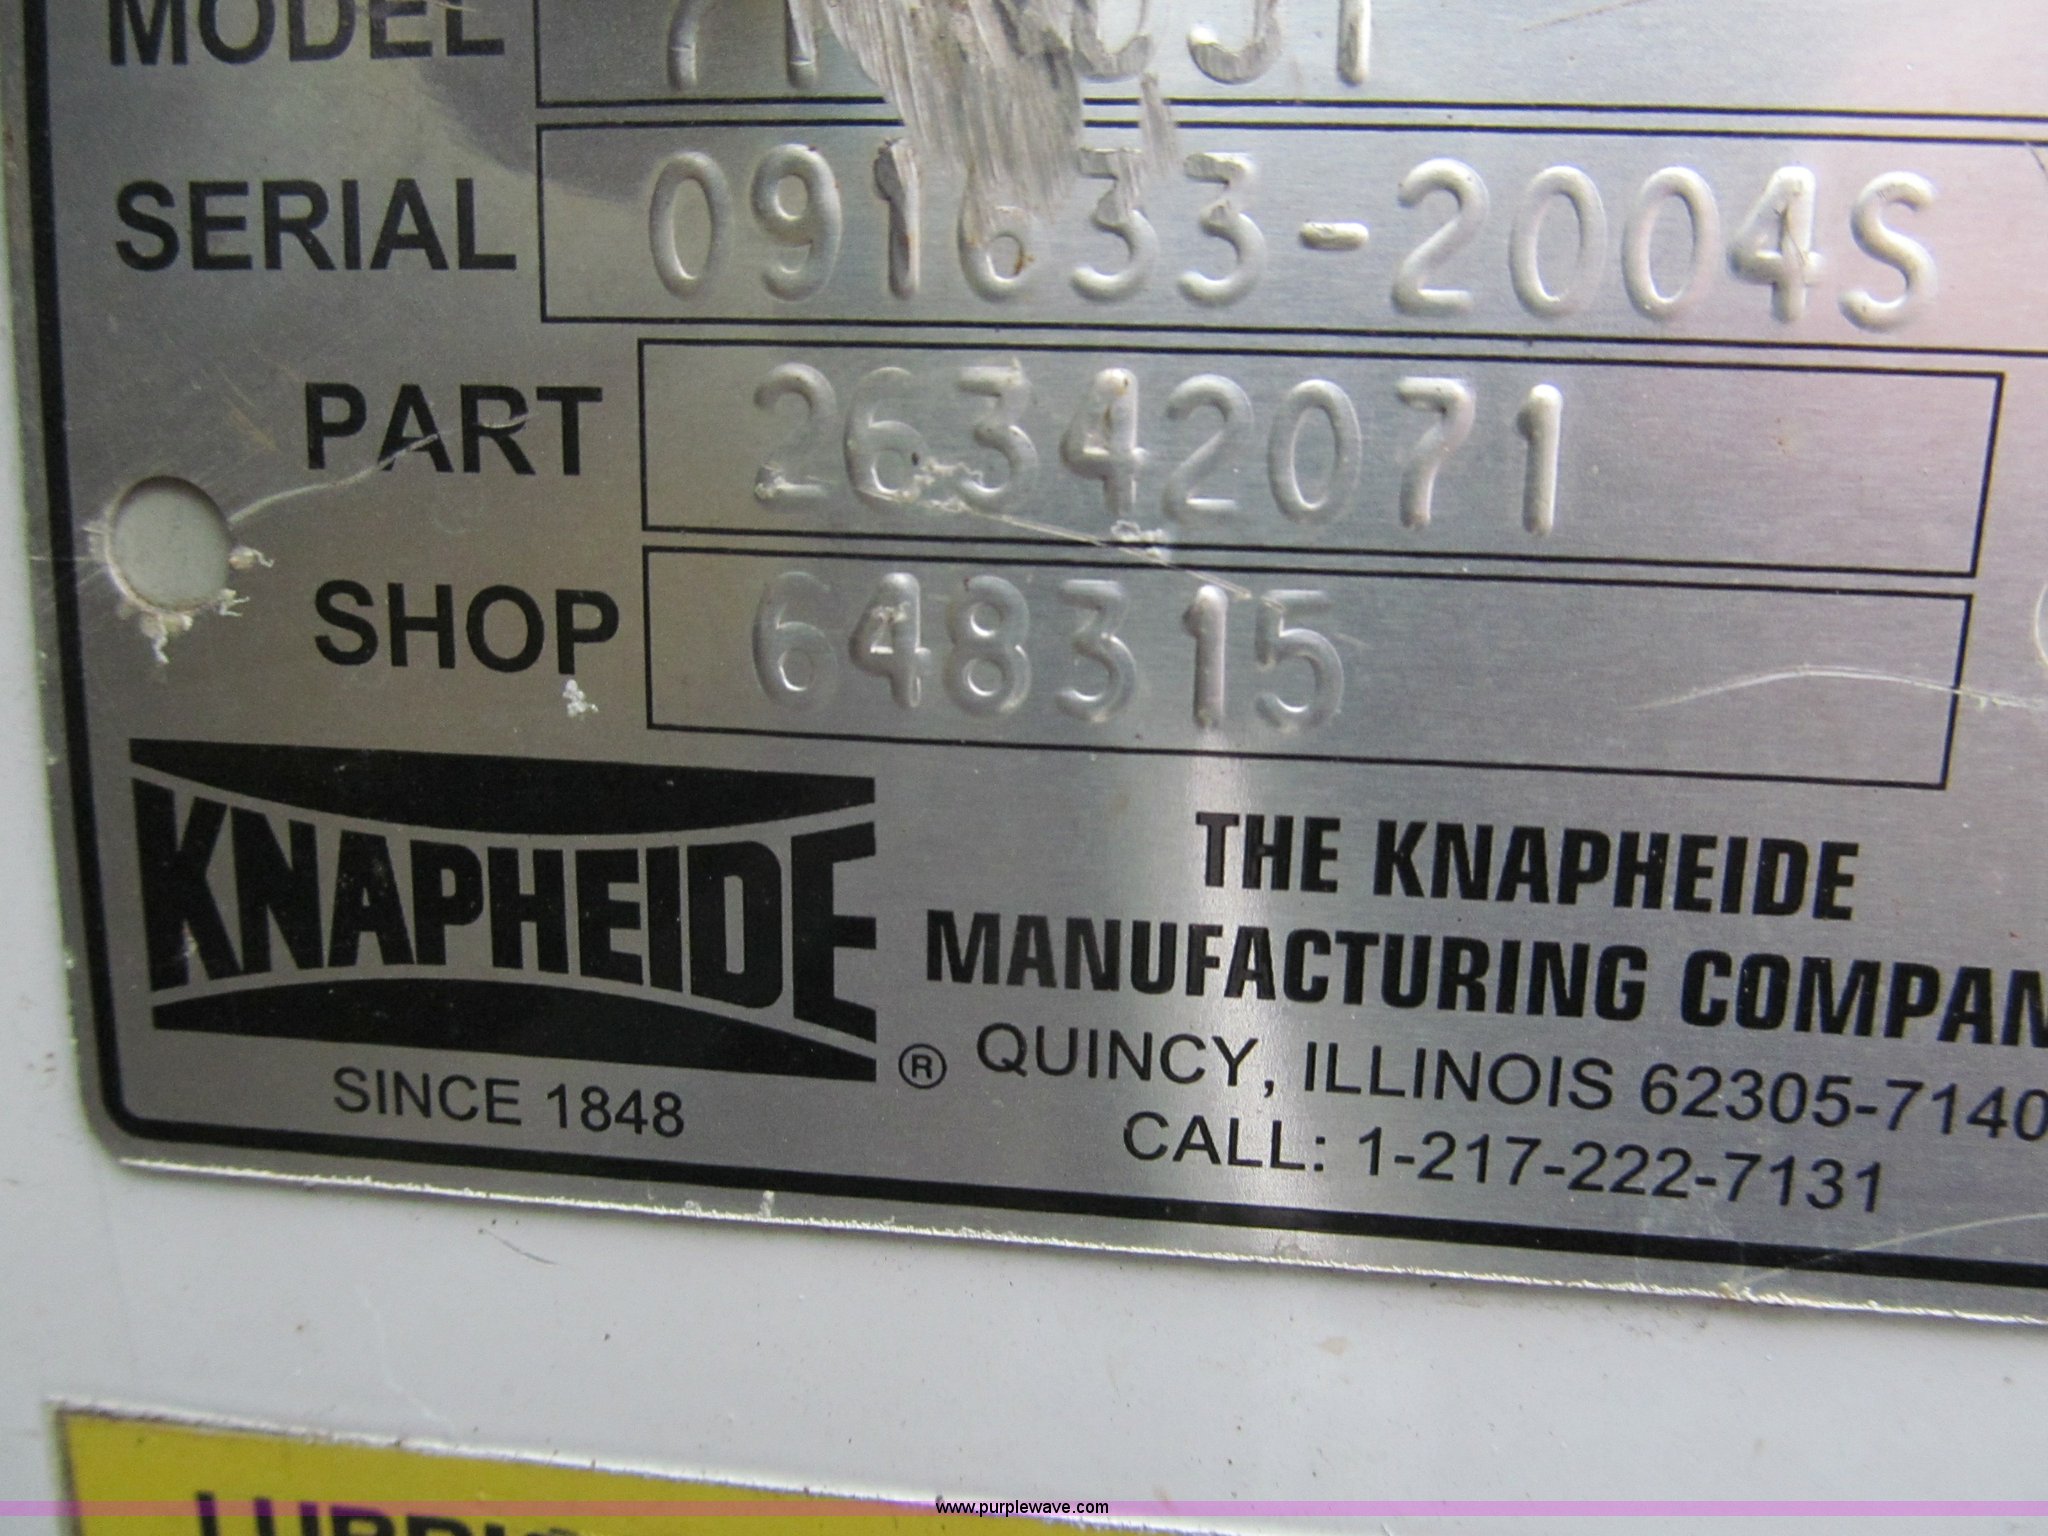 MODEL
SERIAL 091633-2004S
PART 26342071
SHOP 648315
KNAPHEIDE ®
SINCE 1848
THE KNAPHEIDE
MANUFACTURING COMPAN
QUINCY, ILLINOIS 62305-7140
CALL: 1-217-222-7131
www.purplewave.com